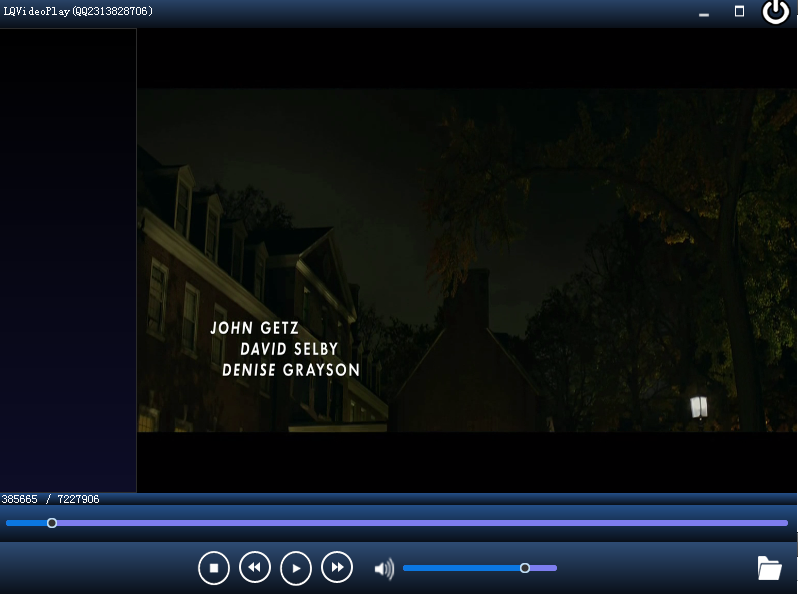 LQVideoPlay(QQ2313828706)
JOHN GETZ
DAVID SELBY
DENISE GRAYSON
385665 / 7227906